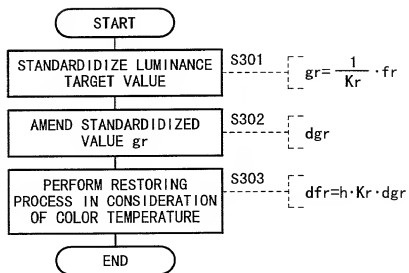 START
STANDARDIDIZE LUMINANCE
TARGET VALUE
S301
gr= 1/Kr ·fr
AMEND STANDARDIDIZED
VALUE gr
S302
dgr
PERFORM RESTORING
PROCESS IN CONSIDERATION
OF COLOR TEMPERATURE
S303
dfr=h·Kr·dgr
END